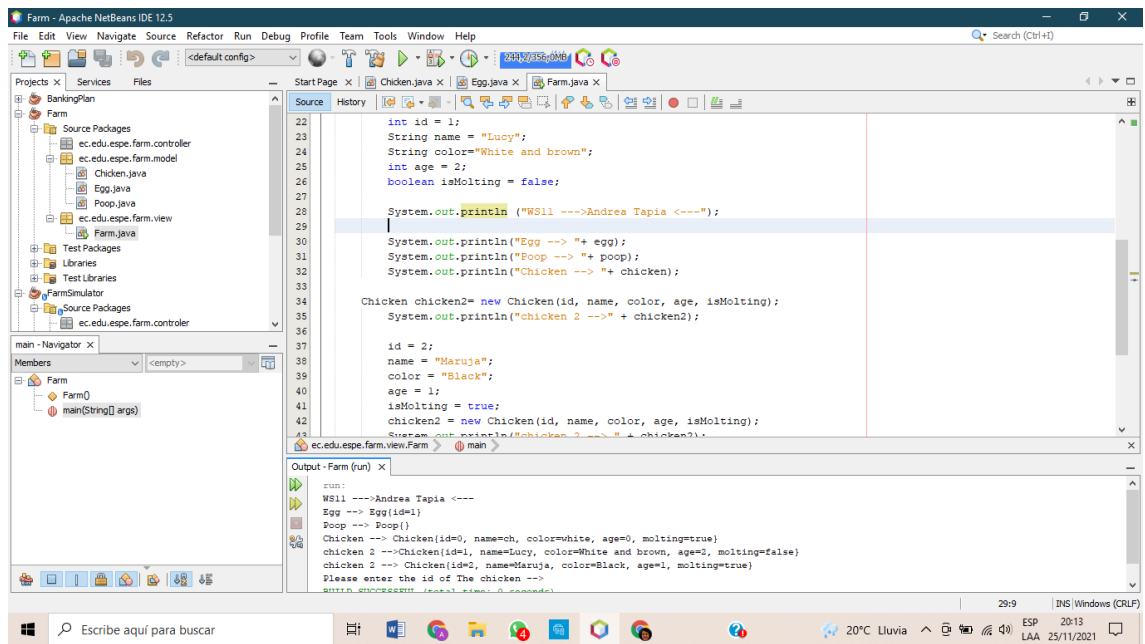 Farm - Apache NetBeans IDE 12.5
File Edit View Navigate Source Refactor Run Debug Profile Team Tools Window Help
Search (Ctrl+I)
<default config>
Projects Services Files
Start Page Chicken.java Egg.java Farm.java
Source History
BankingPlan
Farm
Source Packages
ec.edu.espe.farm.controller
ec.edu.espe.farm.model
Chicken.java
Egg.java
Poop.java
ec.edu.espe.farm.view
Farm.java
Test Packages
Libraries
Test Libraries
FarmSimulator
Source Packages
ec.edu.espe.farm.controler
main - Navigator
Members <empty>
Farm
Farm()
main(String[] args)
22 int id = 1;
23 String name = "Lucy";
24 String color="White and brown";
25 int age = 2;
26 boolean isMolting = false;
27
28 System.out.println ("WS11 --->Andrea Tapia <---");
29
30 System.out.println("Egg --> "+ egg);
31 System.out.println("Poop --> "+ poop);
32 System.out.println("Chicken --> "+ chicken);
33
34 Chicken chicken2= new Chicken(id, name, color, age, isMolting);
35 System.out.println("chicken 2 -->" + chicken2);
36
37 id = 2;
38 name = "Maruja";
39 color = "Black";
40 age = 1;
41 isMolting = true;
42 chicken2 = new Chicken(id, name, color, age, isMolting);
43 System.out.println("chicken 2 --> " + chicken2);
ec.edu.espe.farm.view.Farm main
Output - Farm (run)
run:
WS11 --->Andrea Tapia <---
Egg --> Egg{id=1}
Poop --> Poop{}
Chicken --> Chicken{id=0, name=ch, color=white, age=0, molting=true}
chicken 2 -->Chicken{id=1, name=Lucy, color=White and brown, age=2, molting=false}
chicken 2 --> Chicken{id=2, name=Maruja, color=Black, age=1, molting=true}
Please enter the id of The chicken -->
BUILD SUCCESSFUL (total time: 0 seconds)
29:9 INS Windows (CRLF)
Escribe aquí para buscar
20°C Lluvia
ESP
LAA
20:13
25/11/2021